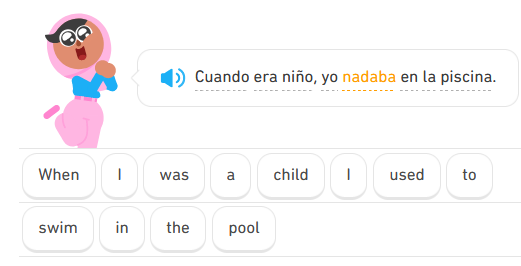 Cuando era niño, yo nadaba en la piscina.
When I was a child I used to
swim in the pool